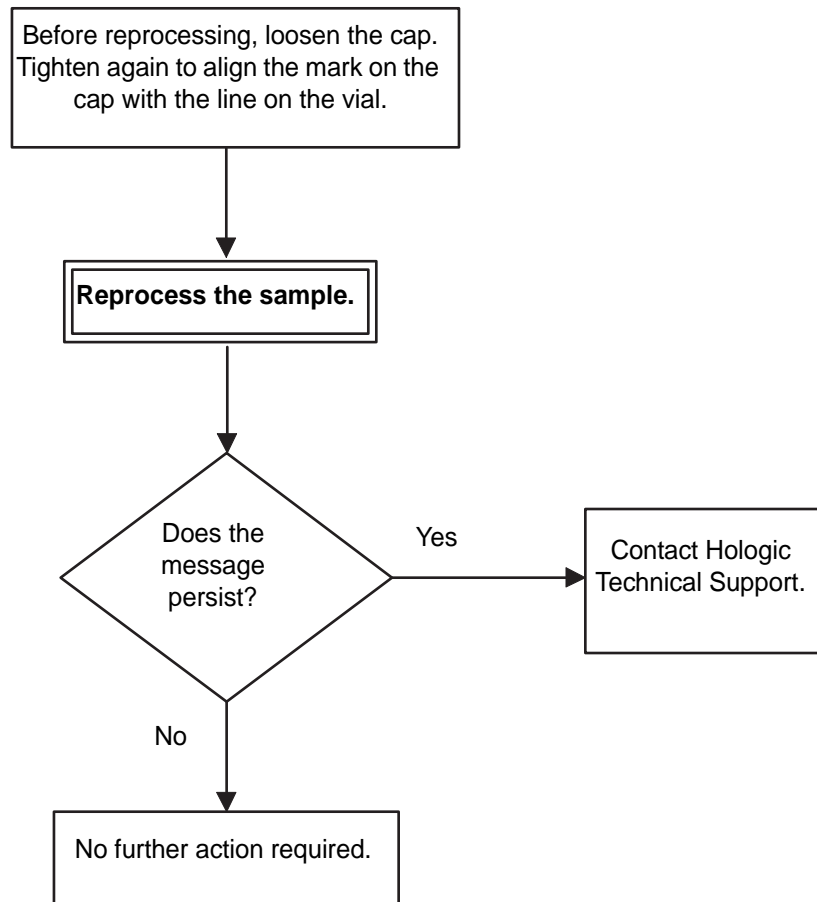 Before reprocessing, loosen the cap.
Tighten again to align the mark on the
cap with the line on the vial.
Reprocess the sample.
Does the
message
persist?
Yes
Contact Hologic
Technical Support.
No
No further action required.